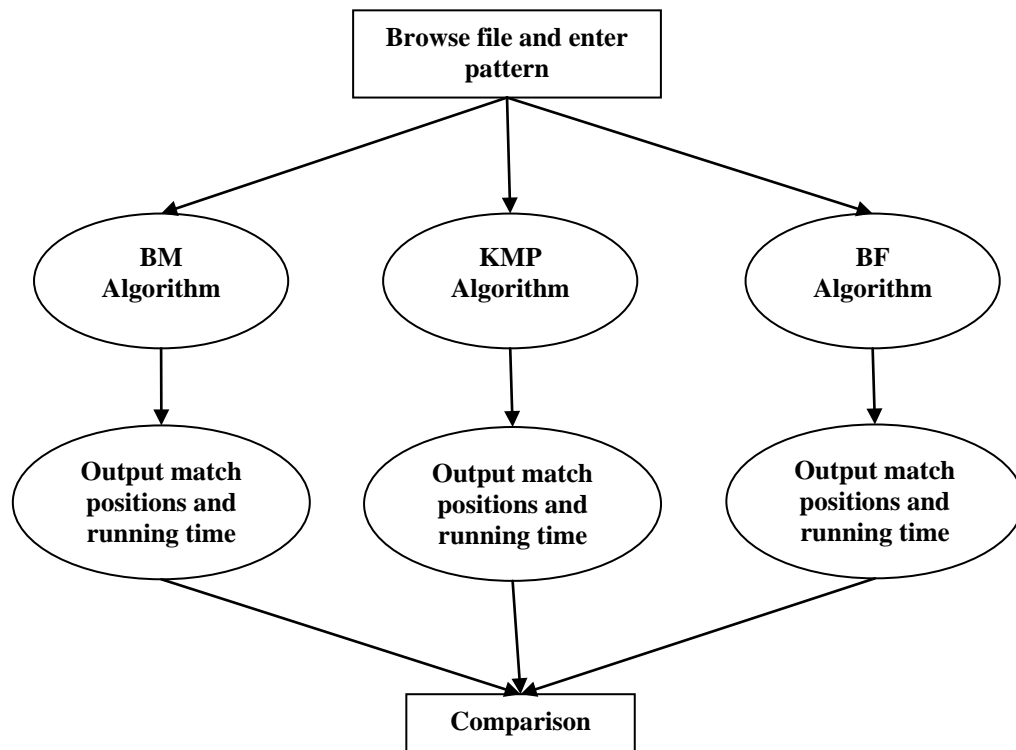 Browse file and enter
pattern
BM
Algorithm
KMP
Algorithm
BF
Algorithm
Output match
positions and
running time
Output match
positions and
running time
Output match
positions and
running time
Comparison